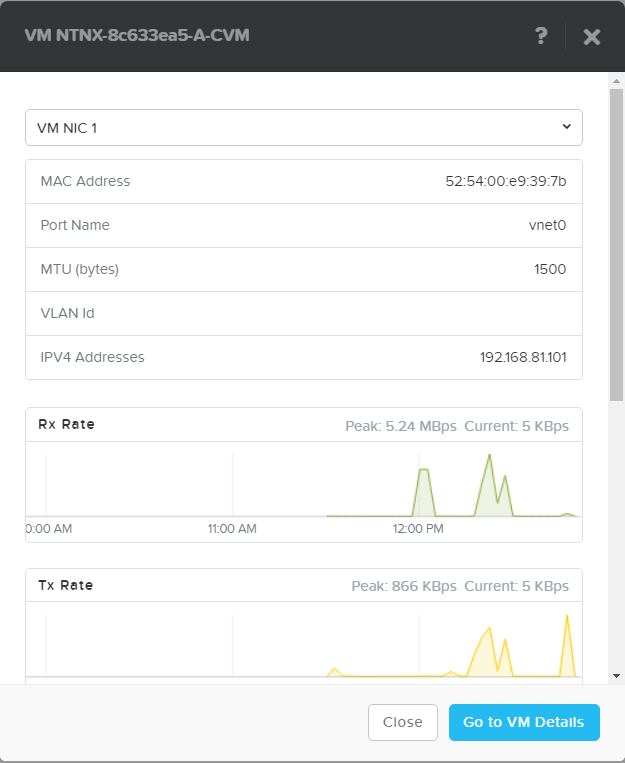 VM NTNX-8c633ea5-A-CVM ?
VM NIC 1
MAC Address 52:54:00:e9:39:7b
Port Name vnet0
MTU (bytes) 1500
VLAN Id
IPV4 Addresses 192.168.81.101
Rx Rate Peak: 5.24 MBps Current: 5 KBps
0:00 AM 11:00 AM 12:00 PM
Tx Rate Peak: 866 KBps Current: 5 KBps
Close Go to VM Details